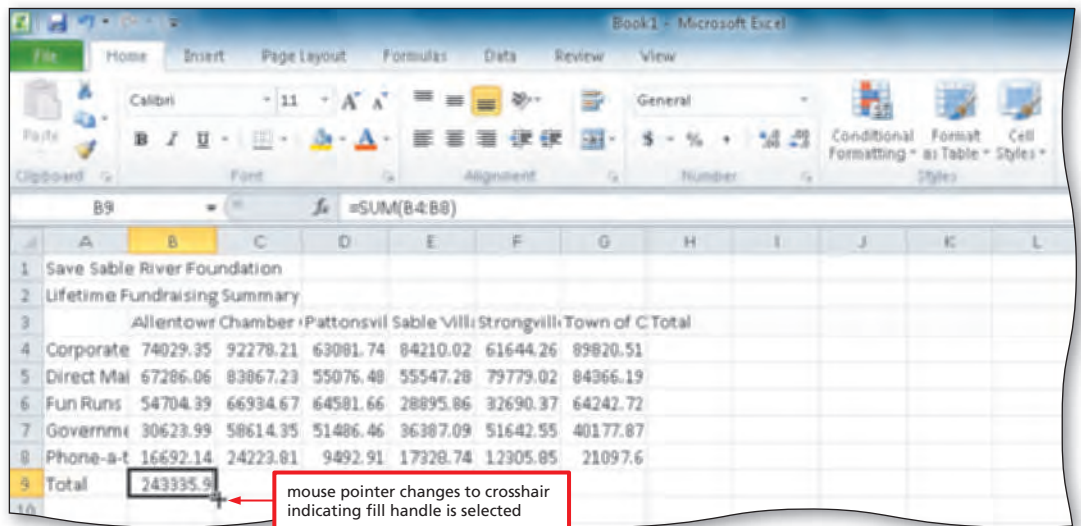 Book1 - Microsoft Excel
File Home Insert Page Layout Formulas Data Review View
Calibri 11 A A General
Paste B I U A $ % , Conditional Formatting Format as Table Cell Styles
Clipboard Font Alignment Number Styles
B9 fx =SUM(B4:B8)
A B C D E F G H I J K L
1 Save Sable River Foundation
2 Lifetime Fundraising Summary
3 Allentowr Chamber Pattonsvil Sable Villa Strongville Town of C Total
4 Corporate 74029.35 92278.21 63081.74 84210.02 61644.26 89820.51
5 Direct Mai 67286.06 83867.23 55076.48 55547.28 79779.02 84366.19
6 Fun Runs 54704.39 66934.67 64581.66 28895.86 32690.37 64242.72
7 Governme 30623.99 58614.35 51486.46 36387.09 51642.55 40177.87
8 Phone-a-t 16692.14 24223.81 9492.91 17328.74 12305.85 21097.6
9 Total 243335.9
10
mouse pointer changes to crosshair
indicating fill handle is selected